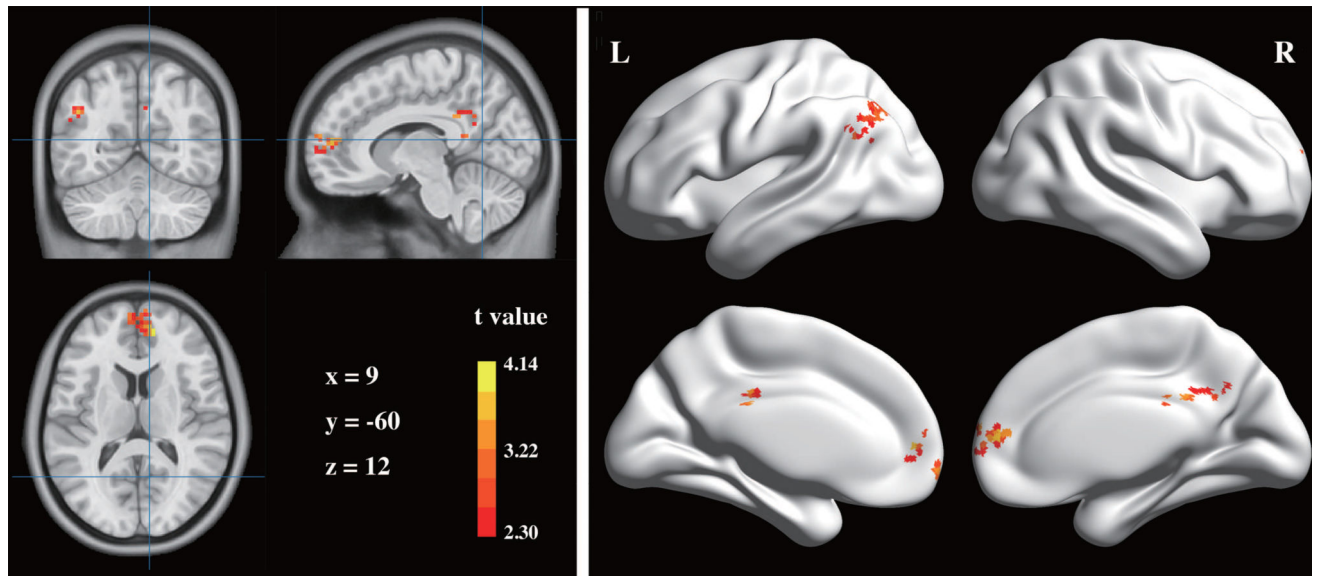 x = 9
y = -60
z = 12
t value
4.14
3.22
2.30
L
R